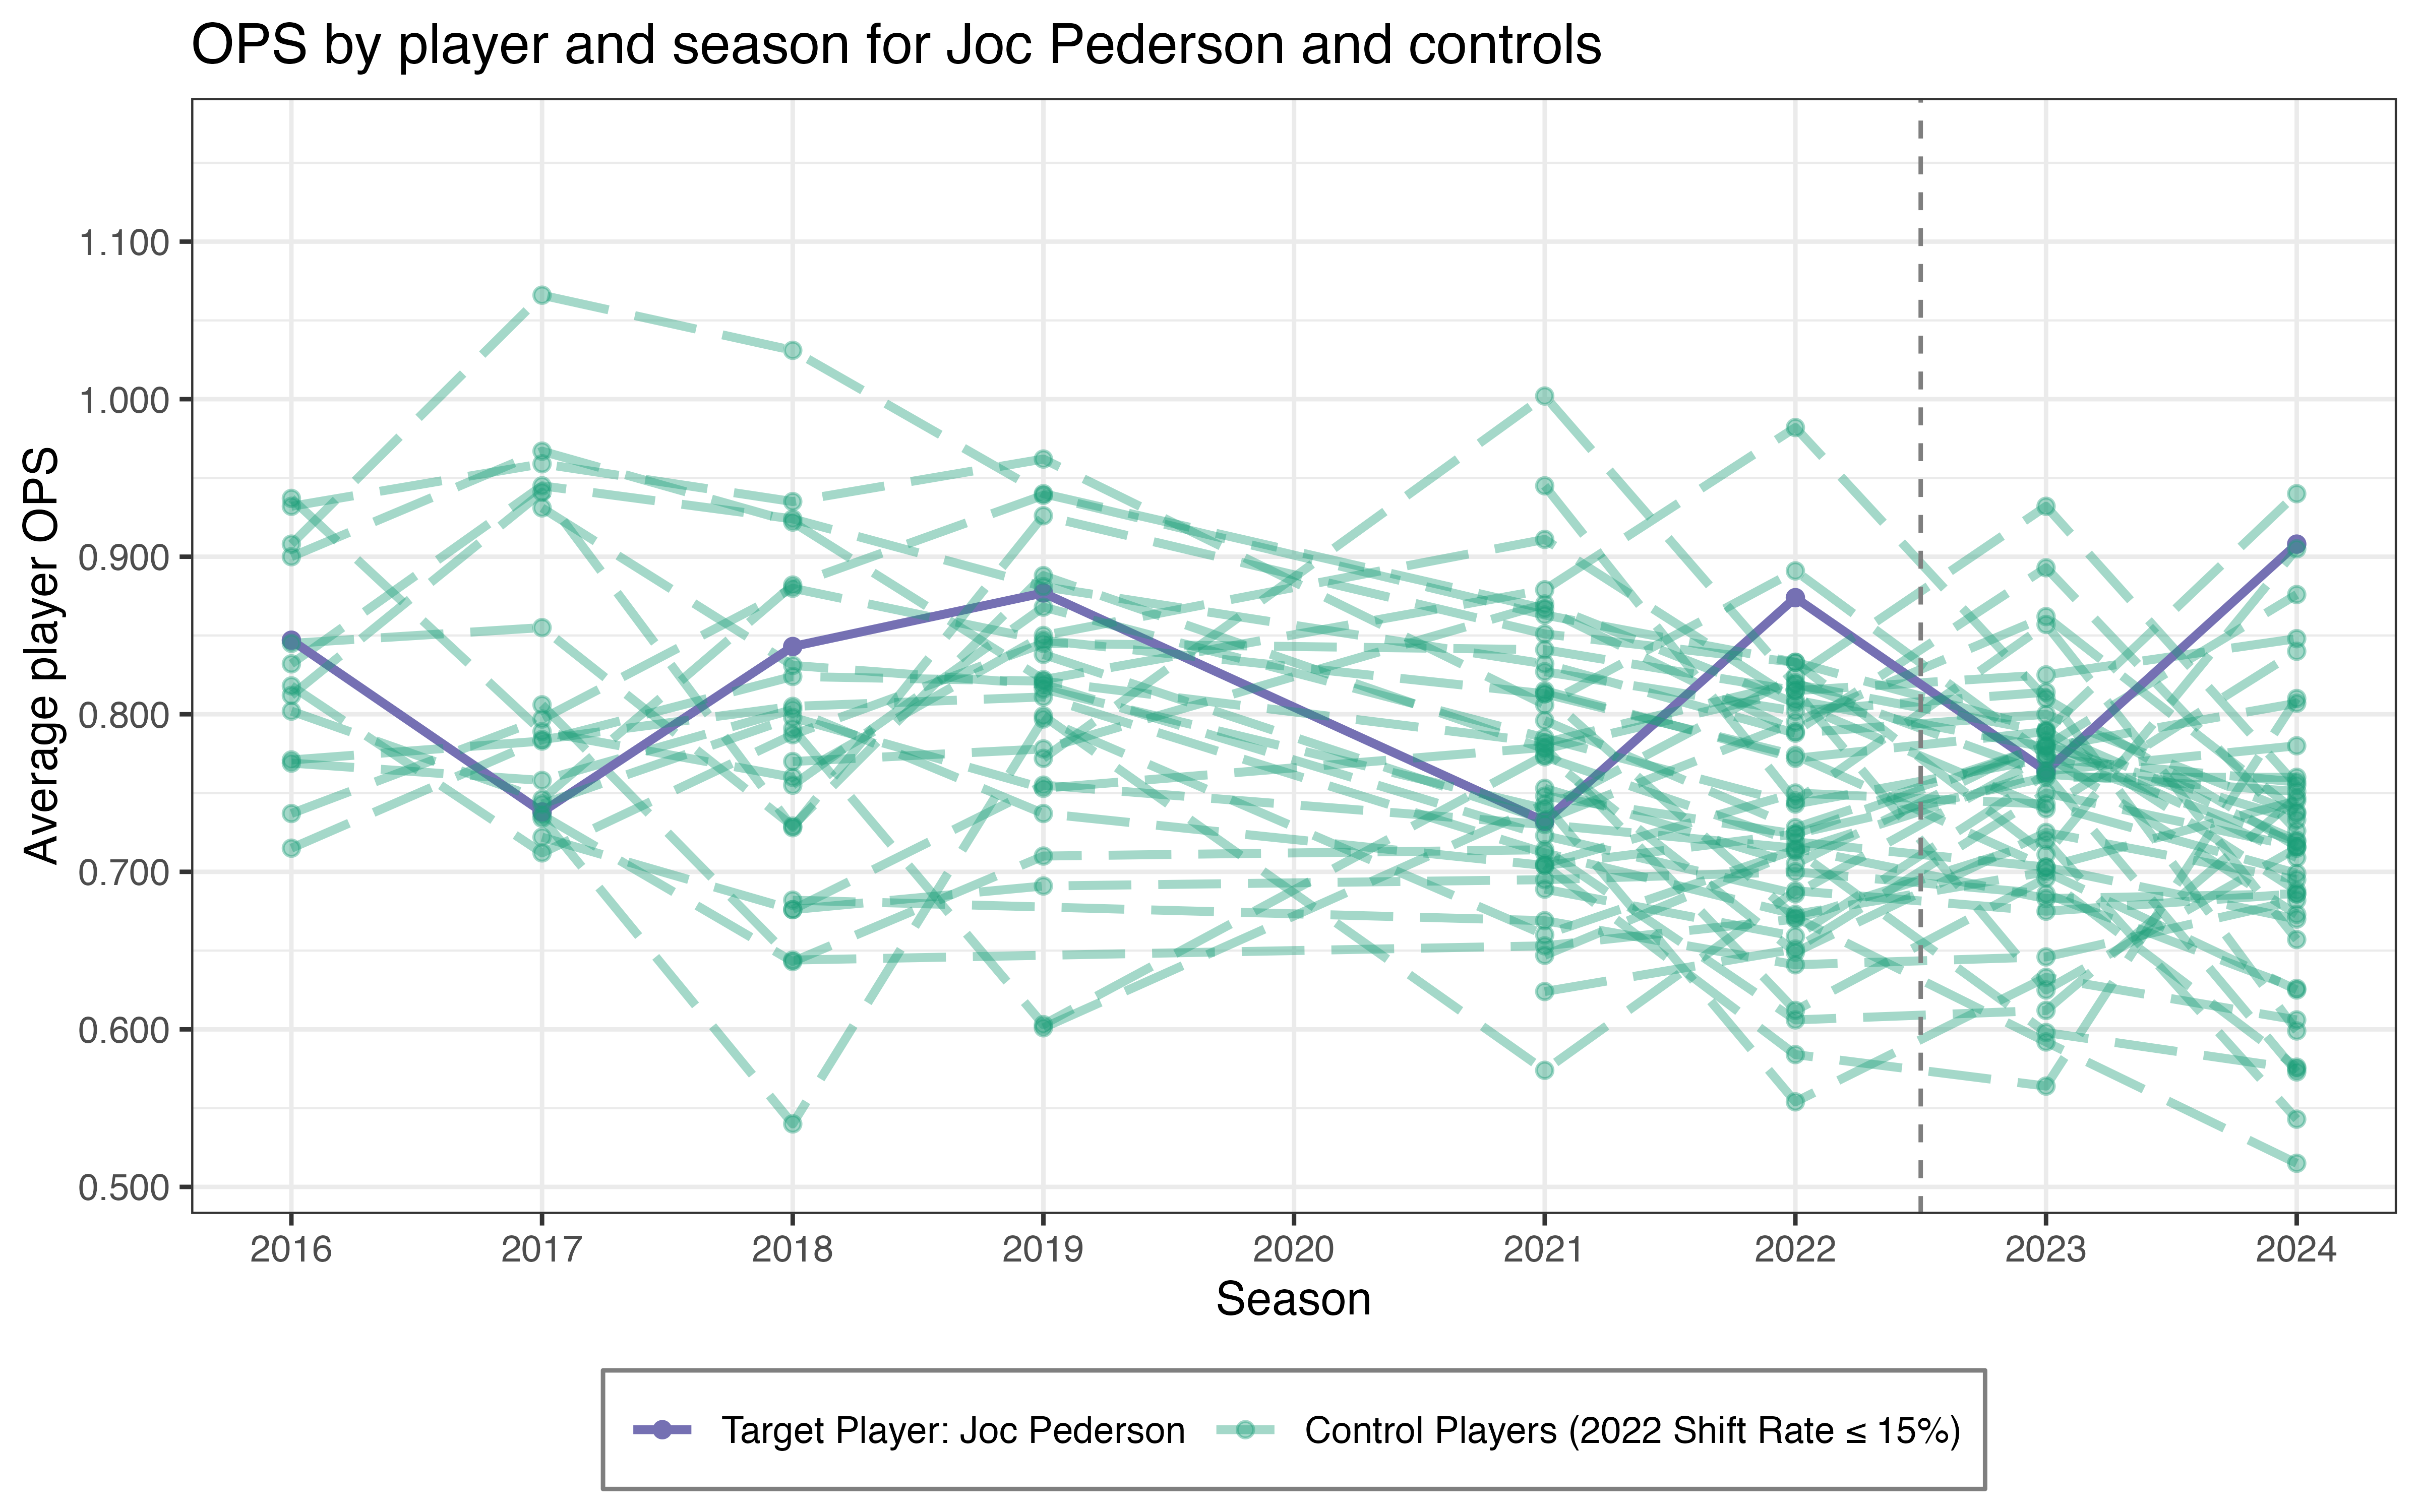 OPS by player and season for Joc Pederson and controls
Average player OPS
1.100
1.000
0.900
0.800
0.700
0.600
0.500
2016 2017 2018 2019 2020 2021 2022 2023 2024
Season
Target Player: Joc Pederson Control Players (2022 Shift Rate ≤ 15%)